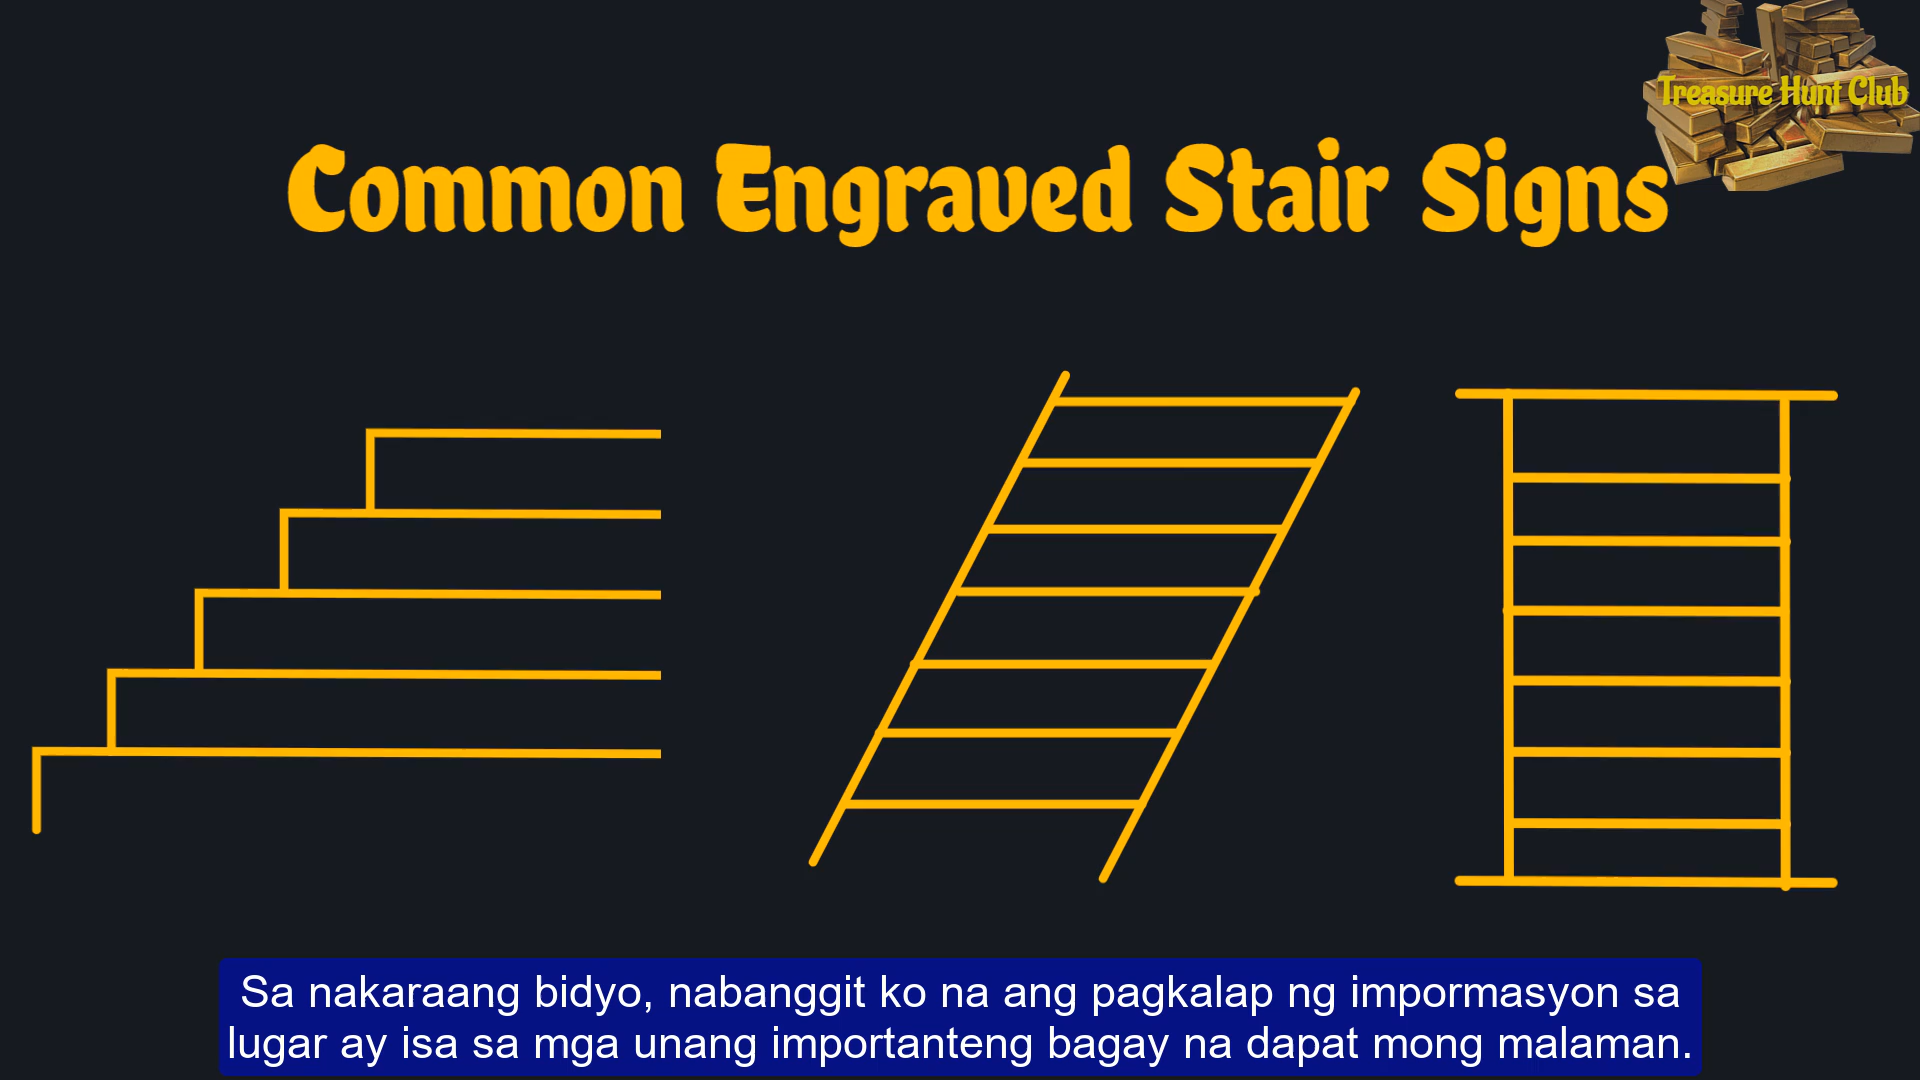 Treasure Hunt Club
Common Engraved Stair Signs
Sa nakaraang bidyo, nabanggit ko na ang pagkalap ng impormasyon sa
lugar ay isa sa mga unang importanteng bagay na dapat mong malaman.